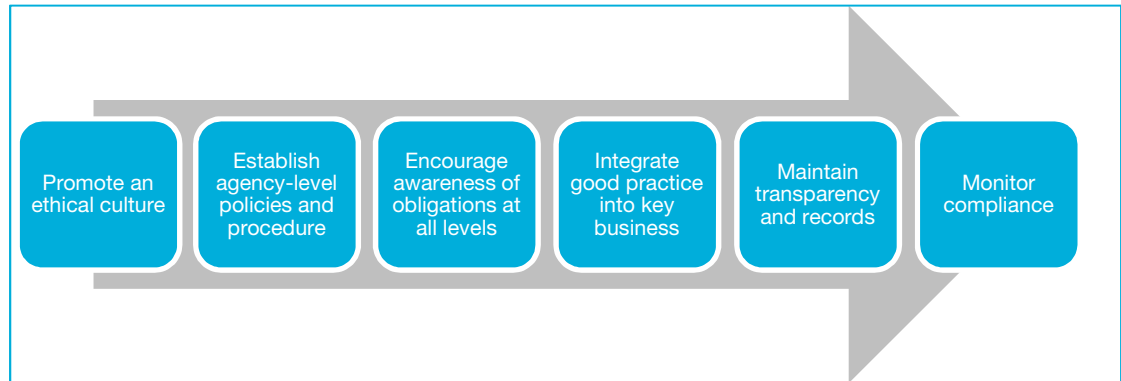 Promote an
ethical culture
Establish
agency-level
policies and
procedure
Encourage
awareness of
obligations at
all levels
Integrate
good practice
into key
business
Maintain
transparency
and records
Monitor
compliance